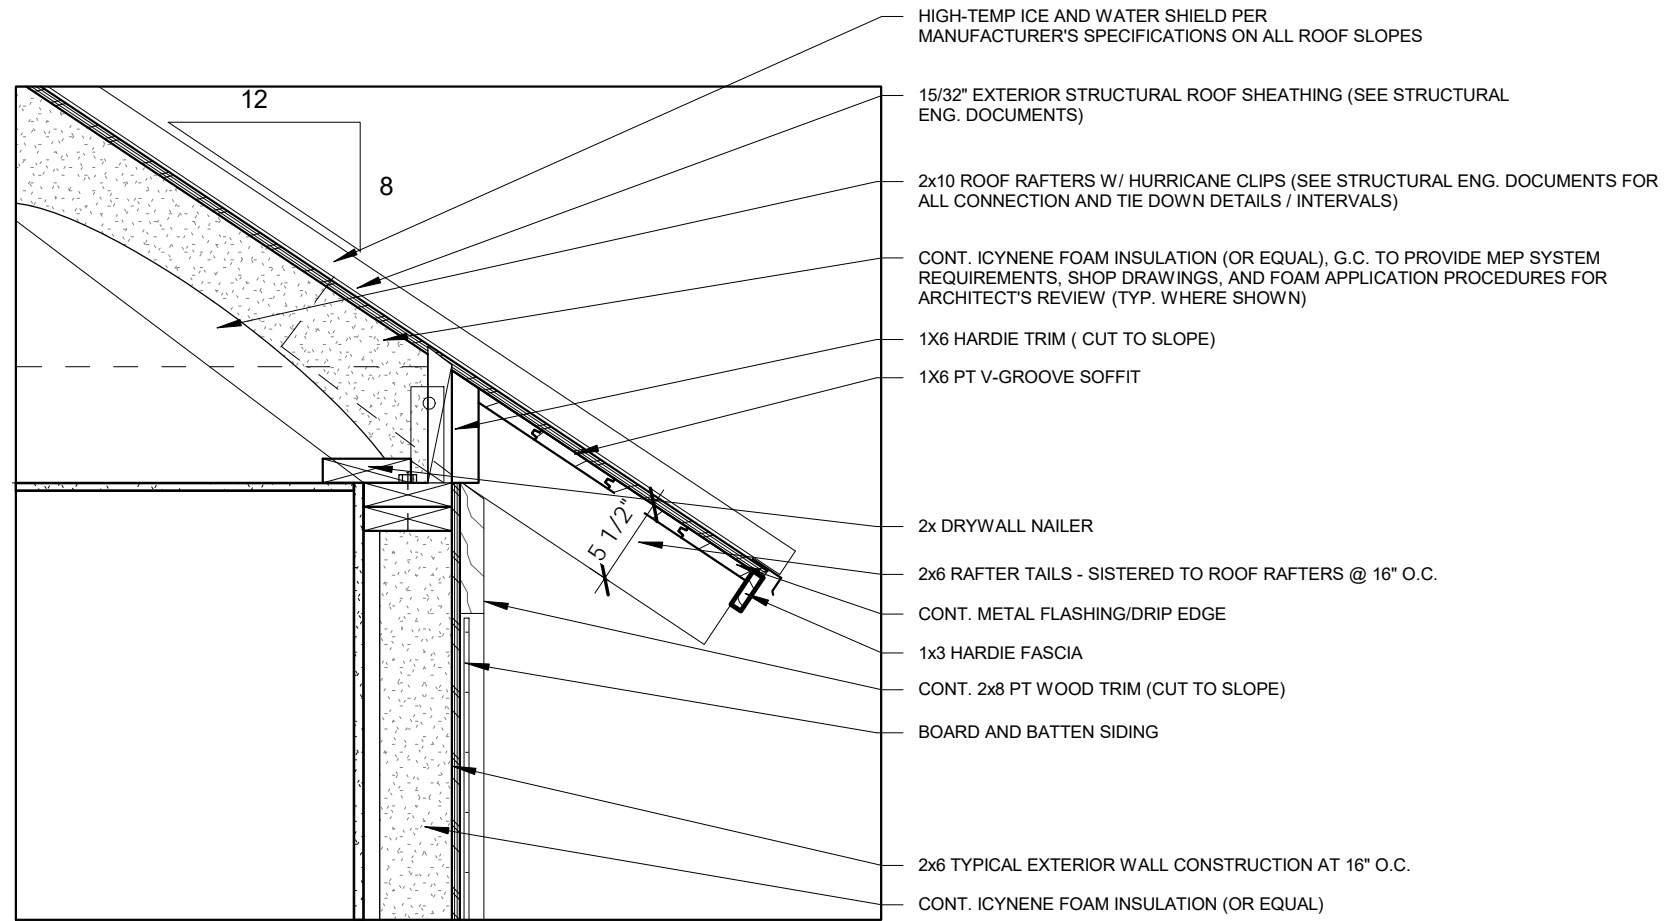 HIGH-TEMP ICE AND WATER SHIELD PER
MANUFACTURER'S SPECIFICATIONS ON ALL ROOF SLOPES
12
8
15/32" EXTERIOR STRUCTURAL ROOF SHEATHING (SEE STRUCTURAL
ENG. DOCUMENTS)
2x10 ROOF RAFTERS W/ HURRICANE CLIPS (SEE STRUCTURAL ENG. DOCUMENTS FOR
ALL CONNECTION AND TIE DOWN DETAILS / INTERVALS)
CONT. ICYNENE FOAM INSULATION (OR EQUAL), G.C. TO PROVIDE MEP SYSTEM
REQUIREMENTS, SHOP DRAWINGS, AND FOAM APPLICATION PROCEDURES FOR
ARCHITECT'S REVIEW (TYP. WHERE SHOWN)
1X6 HARDIE TRIM ( CUT TO SLOPE)
1X6 PT V-GROOVE SOFFIT
5 1/2"
2x DRYWALL NAILER
2x6 RAFTER TAILS - SISTERED TO ROOF RAFTERS @ 16" O.C.
CONT. METAL FLASHING/DRIP EDGE
1x3 HARDIE FASCIA
CONT. 2x8 PT WOOD TRIM (CUT TO SLOPE)
BOARD AND BATTEN SIDING
2x6 TYPICAL EXTERIOR WALL CONSTRUCTION AT 16" O.C.
CONT. ICYNENE FOAM INSULATION (OR EQUAL)